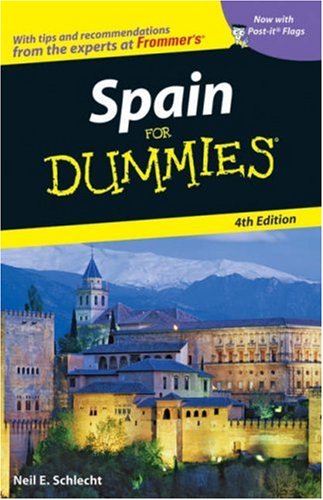 With tips and recommendations
from the experts at Frommer's®
Now with
Post-it® Flags
Spain
FOR
DUMMIES®
4th Edition
Neil E. Schlecht